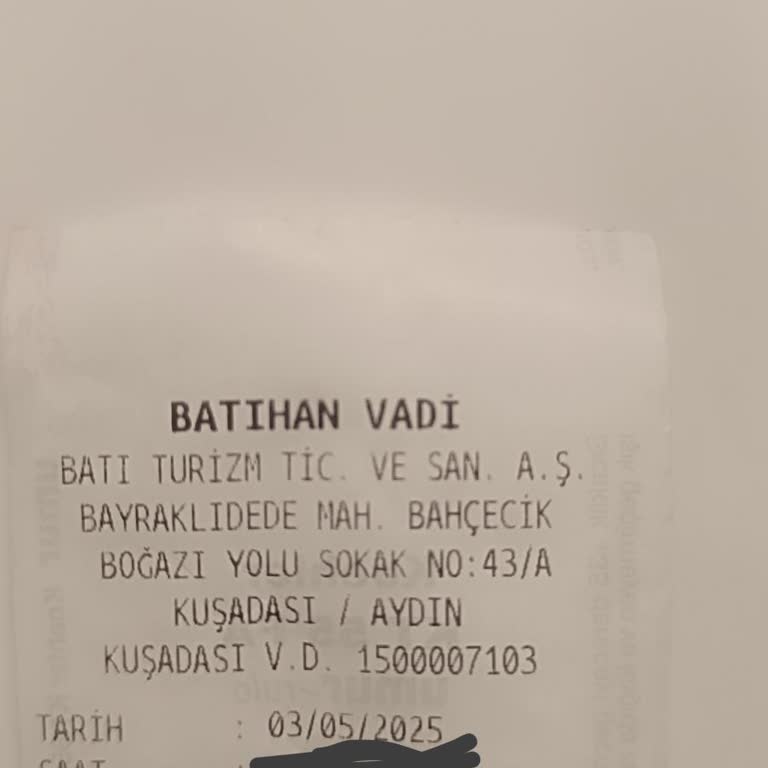 BATIHAN VADİ
BATI TURİZM TİC. VE SAN. A.Ş.
BAYRAKLIDEDE MAH. BAHÇECİK
BOĞAZI YOLU SOKAK NO:43/A
KUŞADASI / AYDIN
KUŞADASI V.D. 1500007103
TARİH : 03/05/2025